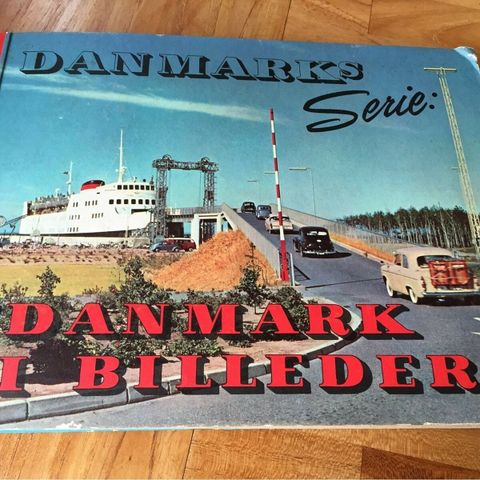 DANMARKS
Serie:
DANMARK
I BILLEDER